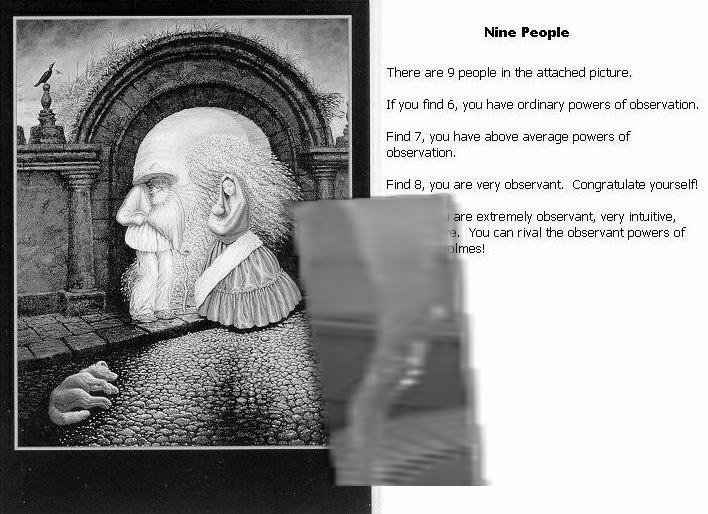 Nine People
There are 9 people in the attached picture.
If you find 6, you have ordinary powers of observation.
Find 7, you have above average powers of
observation.
Find 8, you are very observant.  Congratulate yourself!
are extremely observant, very intuitive,
You can rival the observant powers of